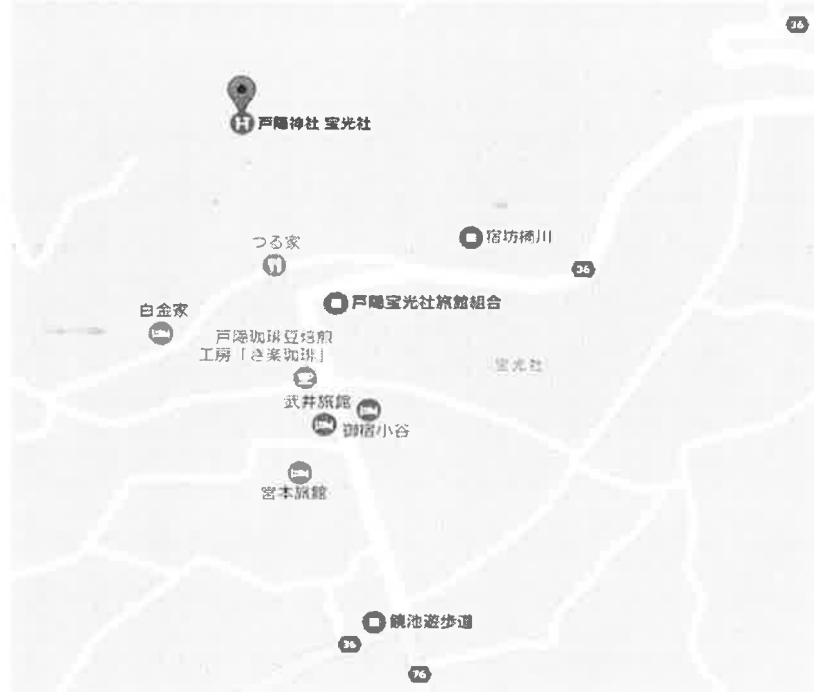 36
戸隠神社 宝光社
宿坊樋川
つる家
36
戸隠宝光社旅館組合
白金家
戸隠珈琲豆焙煎
工房「き楽珈琲」
宝光社
武井旅館
御宿小谷
宮本旅館
鏡池遊歩道
36
76